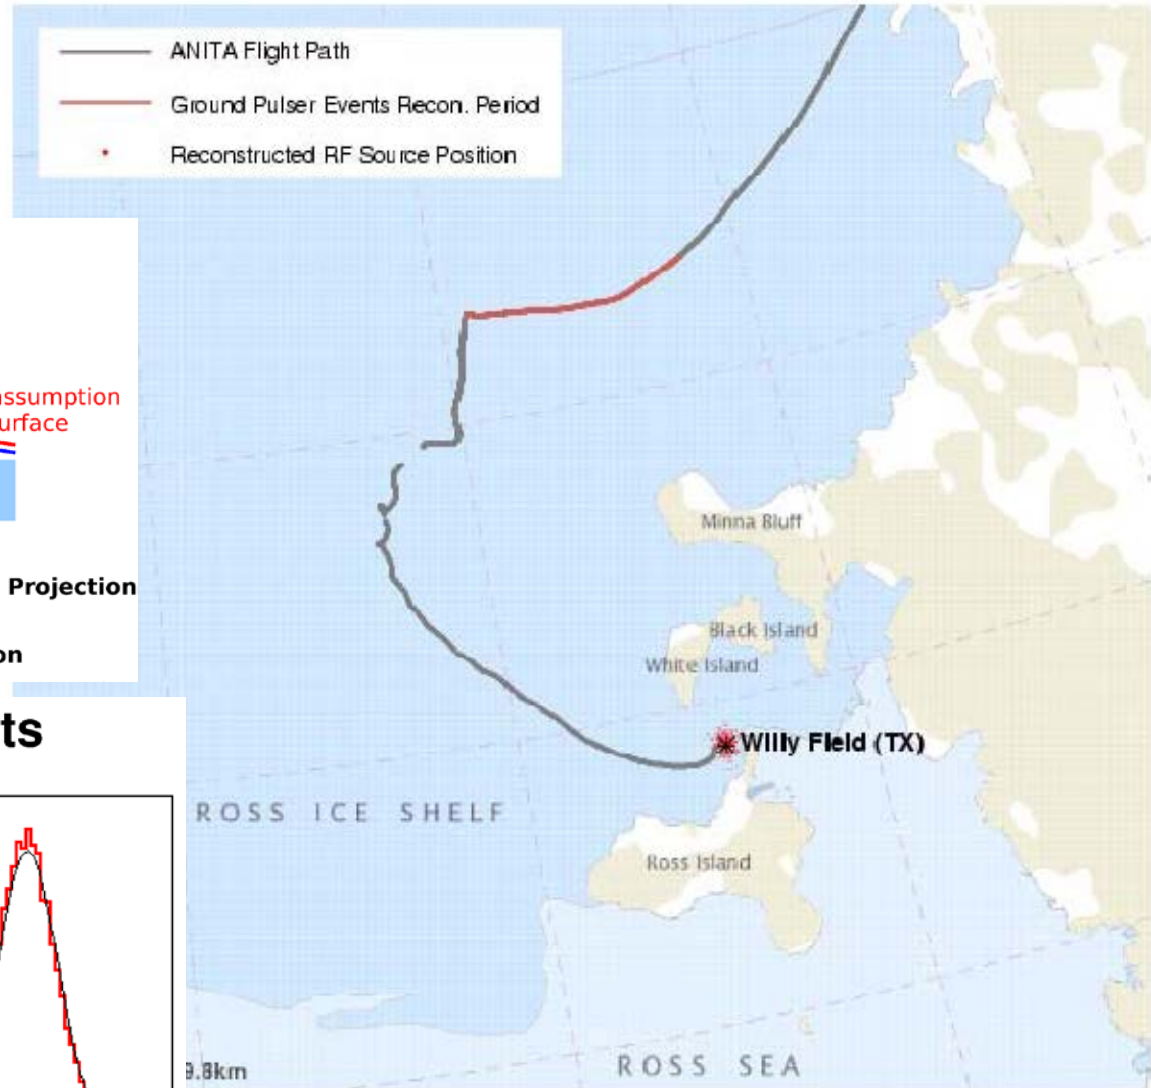 ANITA Flight Path
Ground Pulser Events Recon. Period
Reconstructed RF Source Position
assumption
urface
Projection
on
ts
Minna Bluff
Black Island
White Island
Willy Field (TX)
ROSS ICE SHELF
Ross Island
9.8km
ROSS SEA